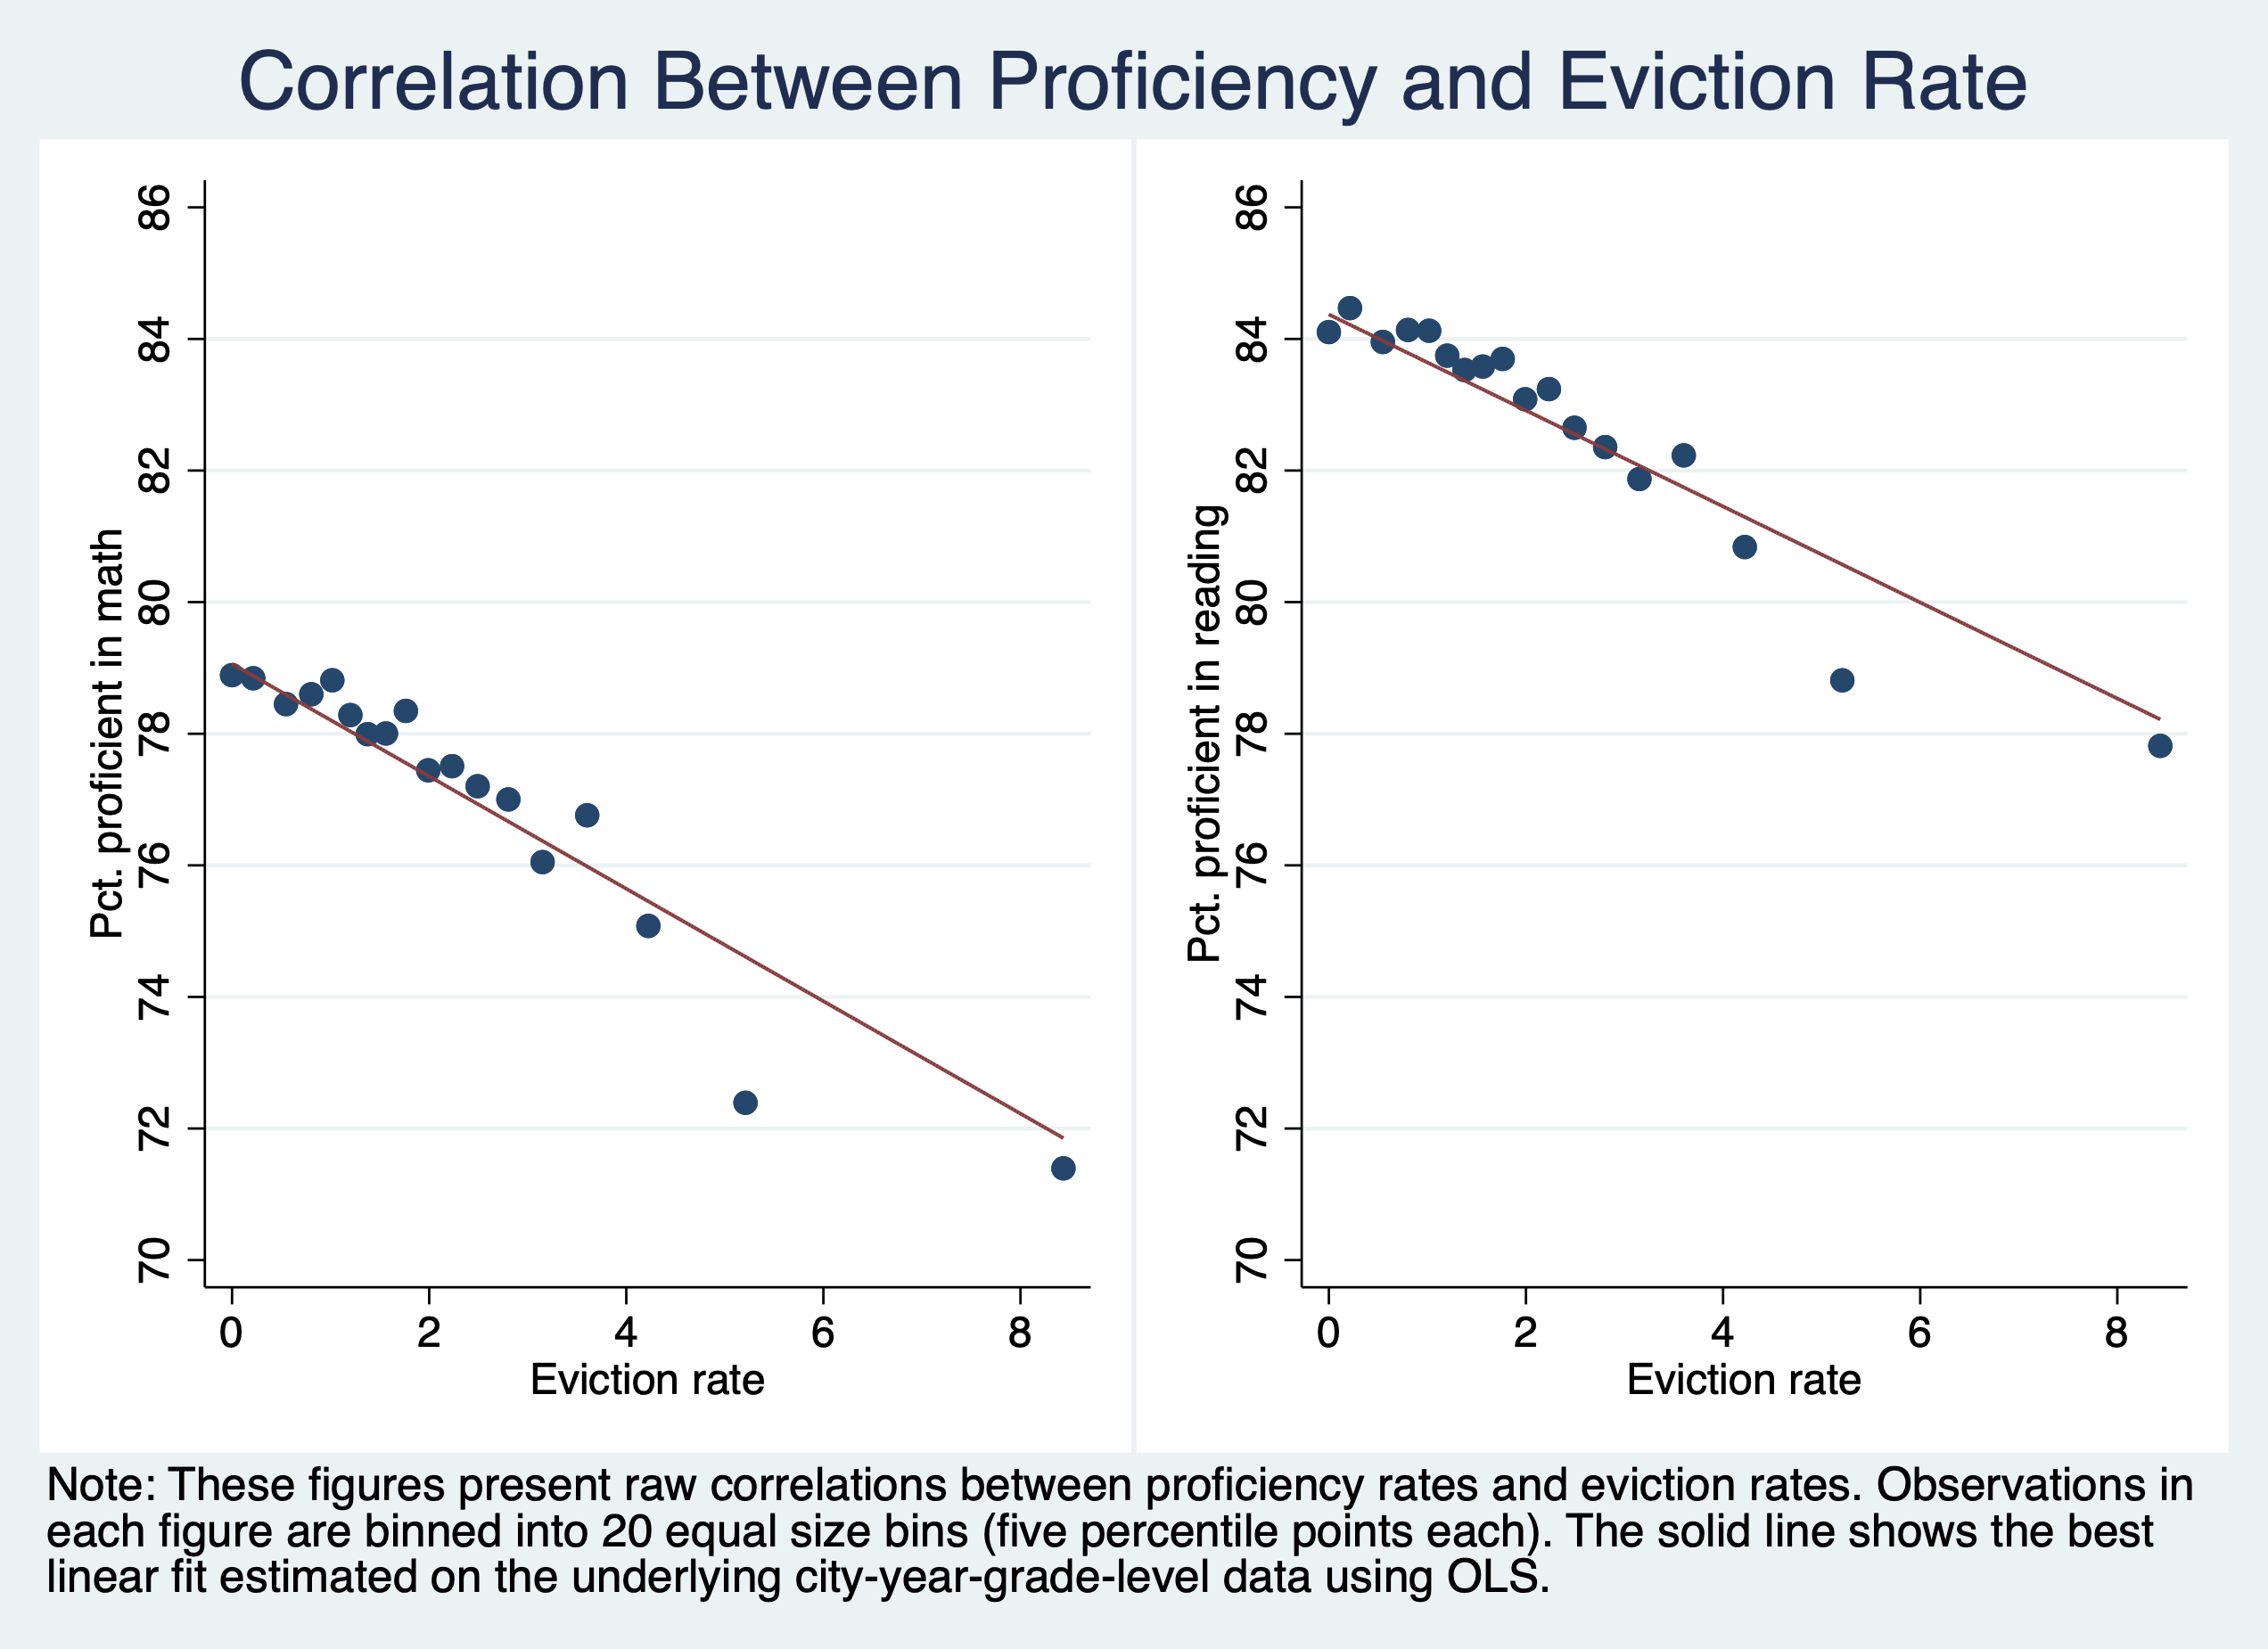 Correlation Between Proficiency and Eviction Rate
Pct. proficient in math
86
84
82
80
78
76
74
72
70
0 2 4 6 8
Eviction rate
Pct. proficient in reading
86
84
82
80
78
76
74
72
70
0 2 4 6 8
Eviction rate
Note: These figures present raw correlations between proficiency rates and eviction rates. Observations in
each figure are binned into 20 equal size bins (five percentile points each). The solid line shows the best
linear fit estimated on the underlying city-year-grade-level data using OLS.